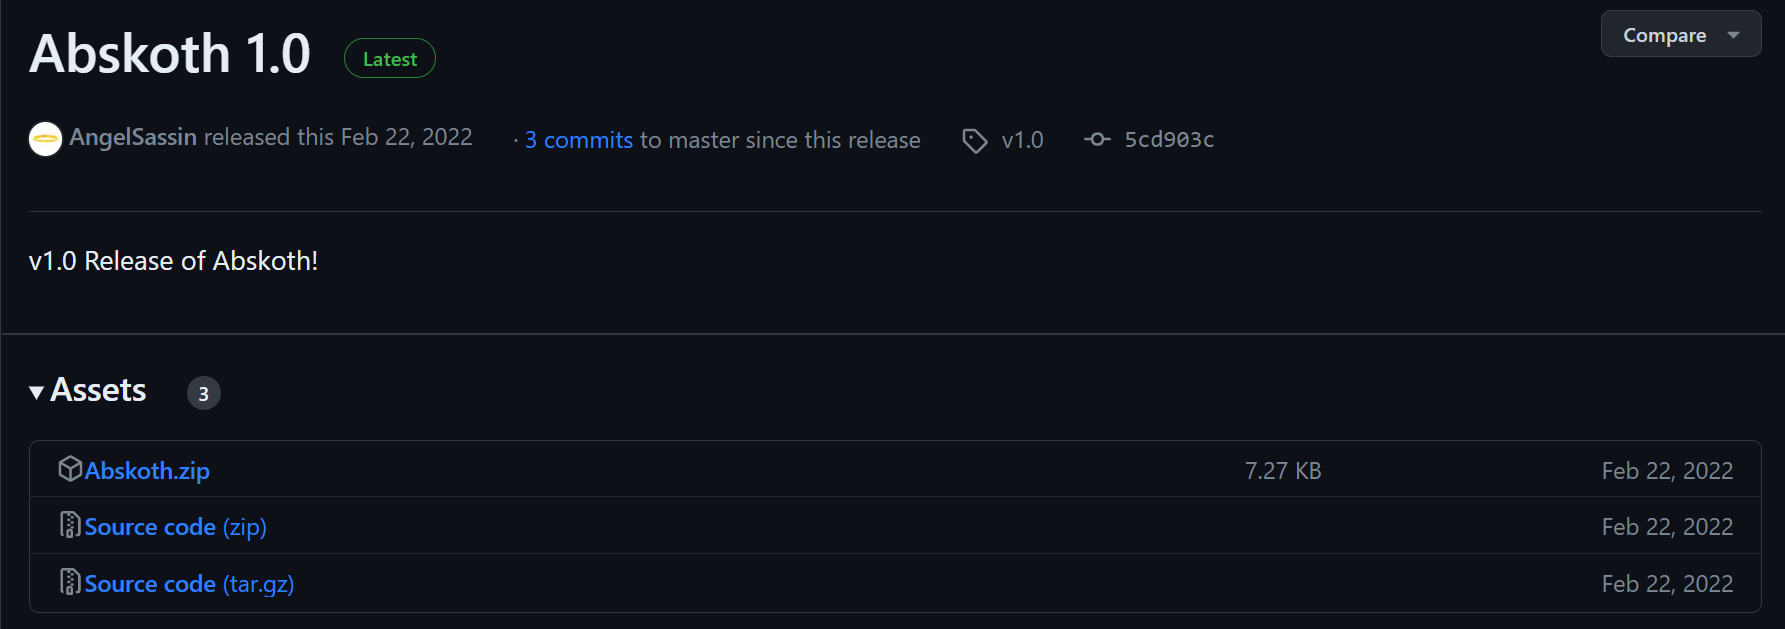 Abskoth 1.0 Latest Compare
AngelSassin released this Feb 22, 2022 · 3 commits to master since this release v1.0 5cd903c
v1.0 Release of Abskoth!
Assets 3
Abskoth.zip 7.27 KB Feb 22, 2022
Source code (zip) Feb 22, 2022
Source code (tar.gz) Feb 22, 2022